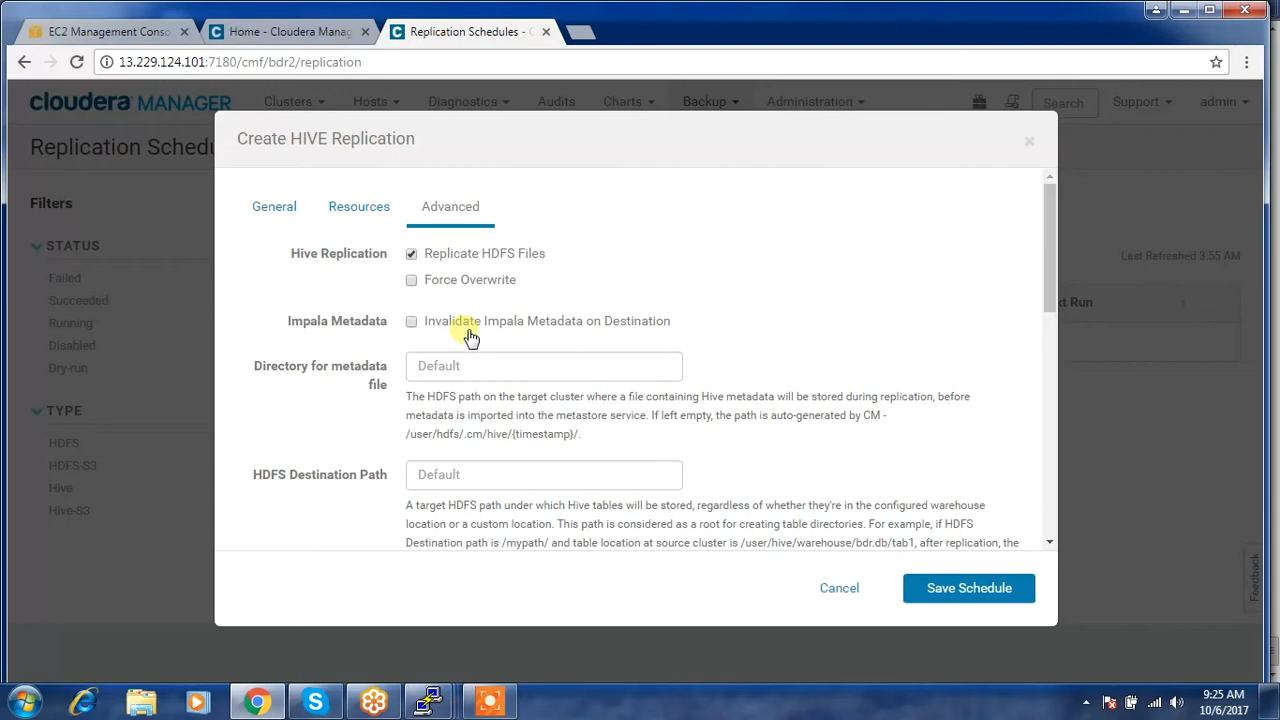 EC2 Management Conso
Home - Cloudera Manag
Replication Schedules - C
13.229.124.101:7180/cmf/bdr2/replication
cloudera MANAGER
Clusters
Hosts
Diagnostics
Audits
Charts
Backup
Administration
Search
Support
admin
Replication Schedu
Create HIVE Replication
Filters
STATUS
Failed
Succeeded
Running
Disabled
Dry-run
TYPE
HDFS
HDFS-S3
Hive
Hive-S3
Last Refreshed 3:55 AM
xt Run
General
Resources
Advanced
Hive Replication
Replicate HDFS Files
Force Overwrite
Impala Metadata
Invalidate Impala Metadata on Destination
Directory for metadata
file
Default
The HDFS path on the target cluster where a file containing Hive metadata will be stored during replication, before
metadata is imported into the metastore service. If left empty, the path is auto-generated by CM -
/user/hdfs/.cm/hive/{timestamp}/.
HDFS Destination Path
Default
A target HDFS path under which Hive tables will be stored, regardless of whether they're in the configured warehouse
location or a custom location. This path is considered as a root for creating table directories. For example, if HDFS
Destination path is /mypath/ and table location at source cluster is /user/hive/warehouse/bdr.db/tab1, after replication, the
Cancel
Save Schedule
Feedback
9:25 AM
10/6/2017